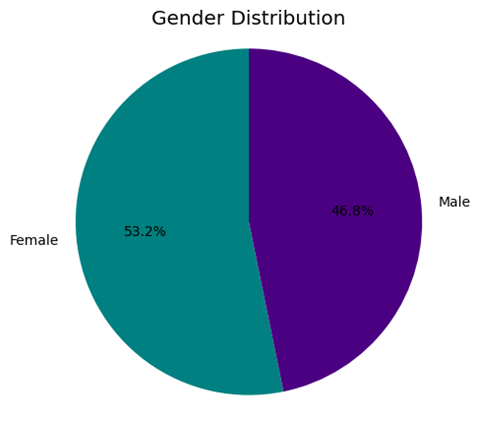 Gender Distribution
46.8%
Male
53.2%
Female